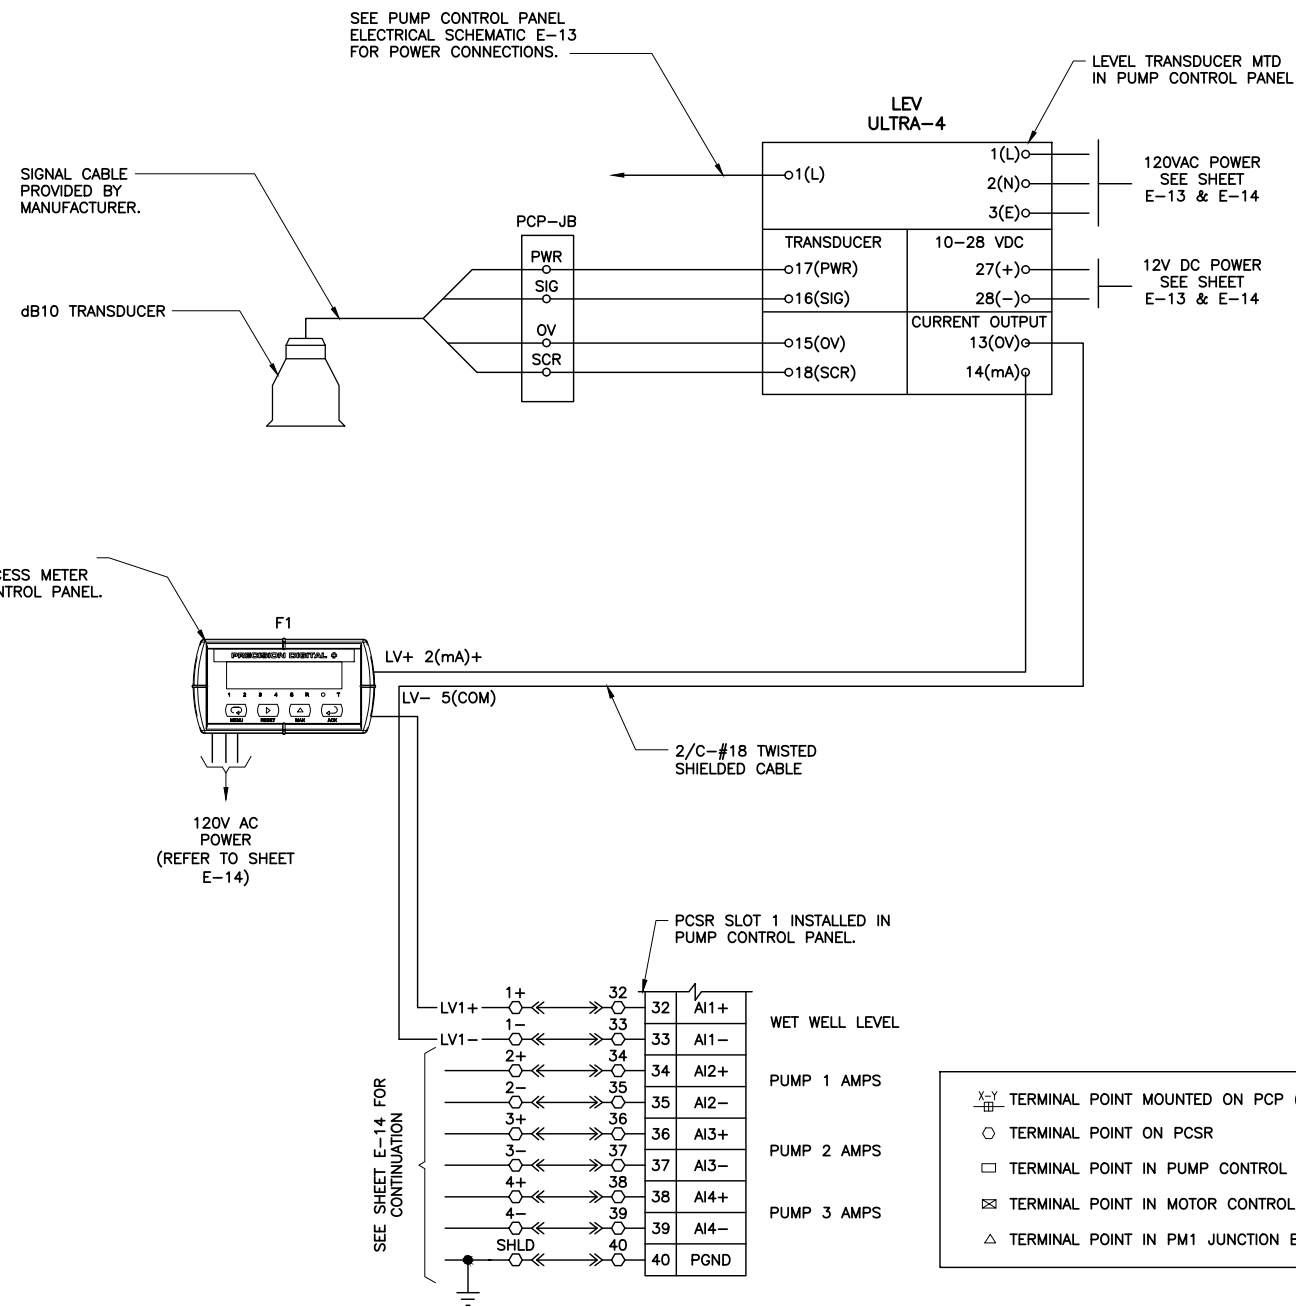 SEE PUMP CONTROL PANEL
ELECTRICAL SCHEMATIC E-13
FOR POWER CONNECTIONS.
LEVEL TRANSDUCER MTD
IN PUMP CONTROL PANEL
LEV
ULTRA-4
SIGNAL CABLE
PROVIDED BY
MANUFACTURER.
1(L)
1(L)
2(N)
3(E)
120VAC POWER
SEE SHEET
E-13 & E-14
PCP-JB
PWR
SIG
0V
SCR
TRANSDUCER
17(PWR)
16(SIG)
15(0V)
18(SCR)
10-28 VDC
27(+)
28(-)
CURRENT OUTPUT
13(0V)
14(mA)
12V DC POWER
SEE SHEET
E-13 & E-14
dB10 TRANSDUCER
CESS METER
NTROL PANEL.
F1
PRECISION DIGITAL
1 2 3 4 5 R O T
MENU RESET MAX ACK
LV+ 2(mA)+
LV- 5(COM)
2/C-#18 TWISTED
SHIELDED CABLE
120V AC
POWER
(REFER TO SHEET
E-14)
PCSR SLOT 1 INSTALLED IN
PUMP CONTROL PANEL.
LV1+ 1+ 32 32 AI1+
LV1- 1- 33 33 AI1-
WET WELL LEVEL
2+ 34 34 AI2+
2- 35 35 AI2-
PUMP 1 AMPS
3+ 36 36 AI3+
3- 37 37 AI3-
PUMP 2 AMPS
4+ 38 38 AI4+
4- 39 39 AI4-
PUMP 3 AMPS
SHLD 40 40 PGND
SEE SHEET E-14 FOR
CONTINUATION
X-Y TERMINAL POINT MOUNTED ON PCP (
TERMINAL POINT ON PCSR
TERMINAL POINT IN PUMP CONTROL
TERMINAL POINT IN MOTOR CONTROL
TERMINAL POINT IN PM1 JUNCTION